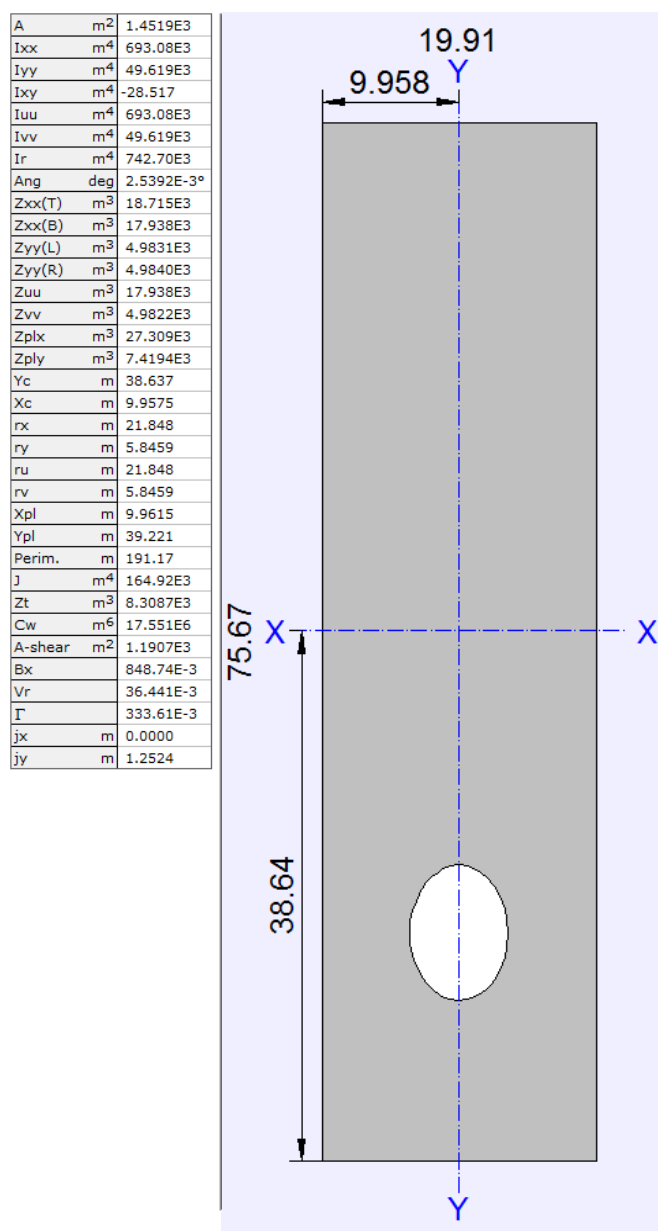 A m2 1.4519E3
Ixx m4 693.08E3
Iyy m4 49.619E3
Ixy m4 -28.517
Iuu m4 693.08E3
Ivv m4 49.619E3
Ir m4 742.70E3
Ang deg 2.5392E-3°
Zxx(T) m3 18.715E3
Zxx(B) m3 17.938E3
Zyy(L) m3 4.9831E3
Zyy(R) m3 4.9840E3
Zuu m3 17.938E3
Zvv m3 4.9822E3
Zplx m3 27.309E3
Zply m3 7.4194E3
Yc m 38.637
Xc m 9.9575
rx m 21.848
ry m 5.8459
ru m 21.848
rv m 5.8459
Xpl m 9.9615
Ypl m 39.221
Perim. m 191.17
J m4 164.92E3
Zt m3 8.3087E3
Cw m6 17.551E6
A-shear m2 1.1907E3
Bx 848.74E-3
Vr 36.441E-3
Γ 333.61E-3
jx m 0.0000
jy m 1.2524
19.91
Y
9.958
75.67
X
X
38.64
Y